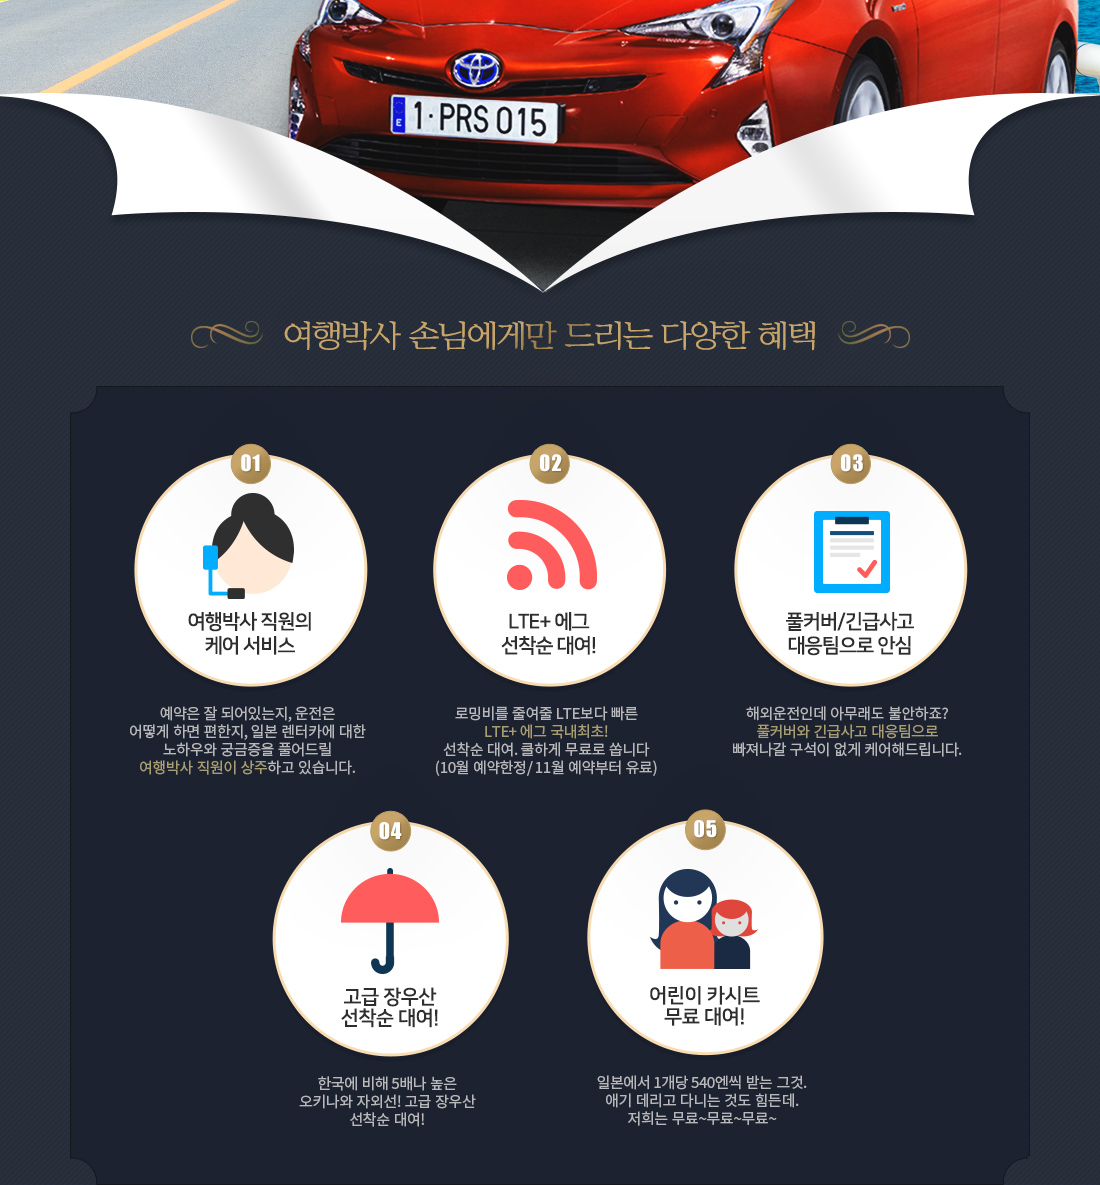 1·PRS 015
E
여행박사 손님에게만 드리는 다양한 혜택
01
여행박사 직원의
케어 서비스
예약은 잘 되어있는지, 운전은
어떻게 하면 편한지, 일본 렌터카에 대한
노하우와 궁금증을 풀어드릴
여행박사 직원이 상주하고 있습니다.
02
LTE+ 에그
선착순 대여!
로밍비를 줄여줄 LTE보다 빠른
LTE+ 에그 국내최초!
선착순 대여. 쿨하게 무료로 쏩니다
(10월 예약한정/ 11월 예약부터 유료)
03
풀커버/긴급사고
대응팀으로 안심
해외운전인데 아무래도 불안하죠?
풀커버와 긴급사고 대응팀으로
빠져나갈 구석이 없게 케어해드립니다.
04
고급 장우산
선착순 대여!
한국에 비해 5배나 높은
오키나와 자외선! 고급 장우산
선착순 대여!
05
어린이 카시트
무료 대여!
일본에서 1개당 540엔씩 받는 그것.
애기 데리고 다니는 것도 힘든데.
저희는 무료~무료~무료~